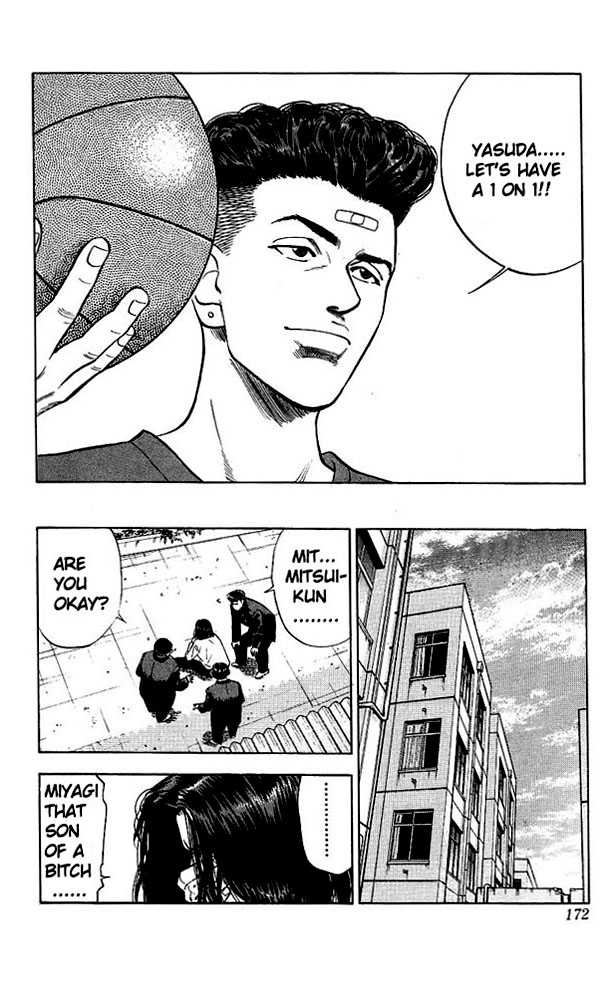 YASUDA.....
LET'S HAVE
A 1 ON 1!!
MIT...
MITSUI-
KUN
.........
ARE
YOU
OKAY?
.........
MIYAGI
THAT
SON
OF A
BITCH
......
172